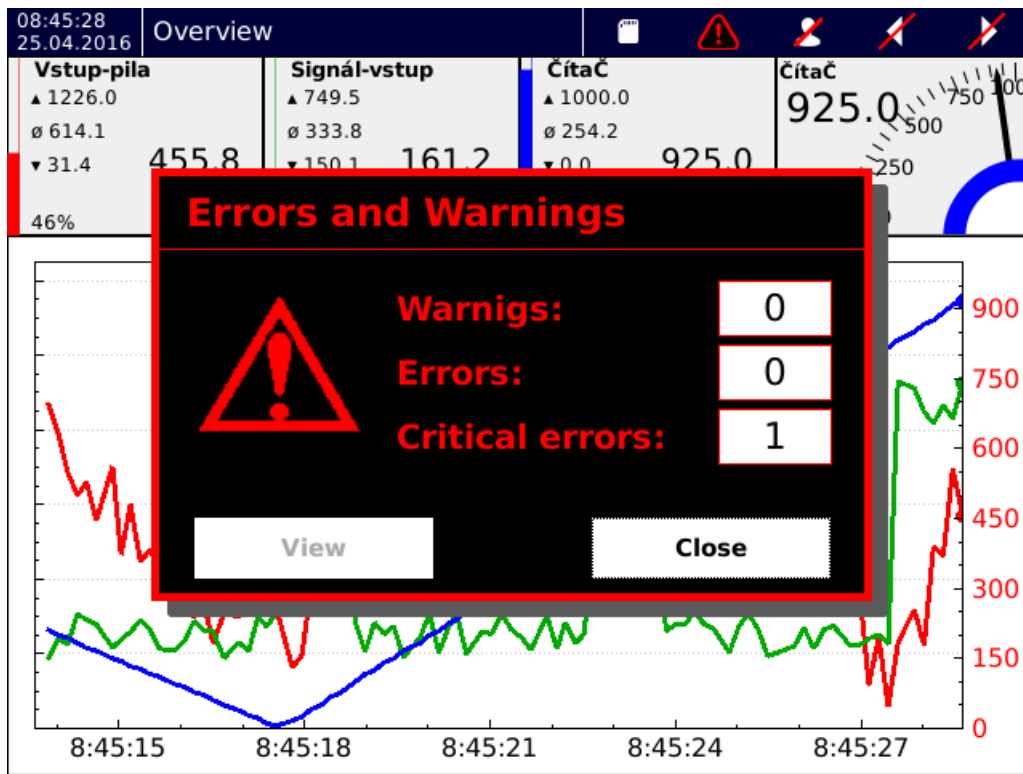 08:45:28
25.04.2016
Overview
Vstup-pila
▲ 1226.0
ø 614.1
▼ 31.4
455.8
46%
Signál-vstup
▲ 749.5
ø 333.8
▼ 150.1
161.2
ČítaČ
▲ 1000.0
ø 254.2
▼ 0.0
925.0
ČítaČ
925.0
250
500
750
Errors and Warnings
Warnigs:
0
Errors:
0
Critical errors:
1
View
Close
900
750
600
450
300
150
0
8:45:15
8:45:18
8:45:21
8:45:24
8:45:27